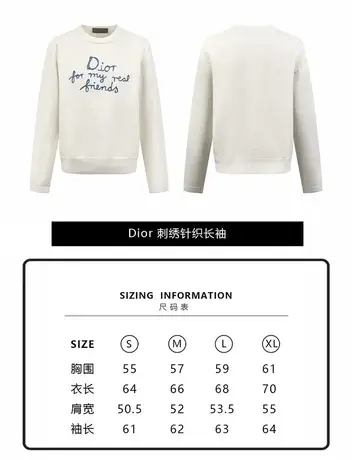 Dior
for my real
friends
Dior 刺绣针织长袖
SIZING INFORMATION
尺码表
SIZE S M L XL
胸围 55 57 59 61
衣长 64 66 68 70
肩宽 50.5 52 53.5 55
袖长 61 62 63 64